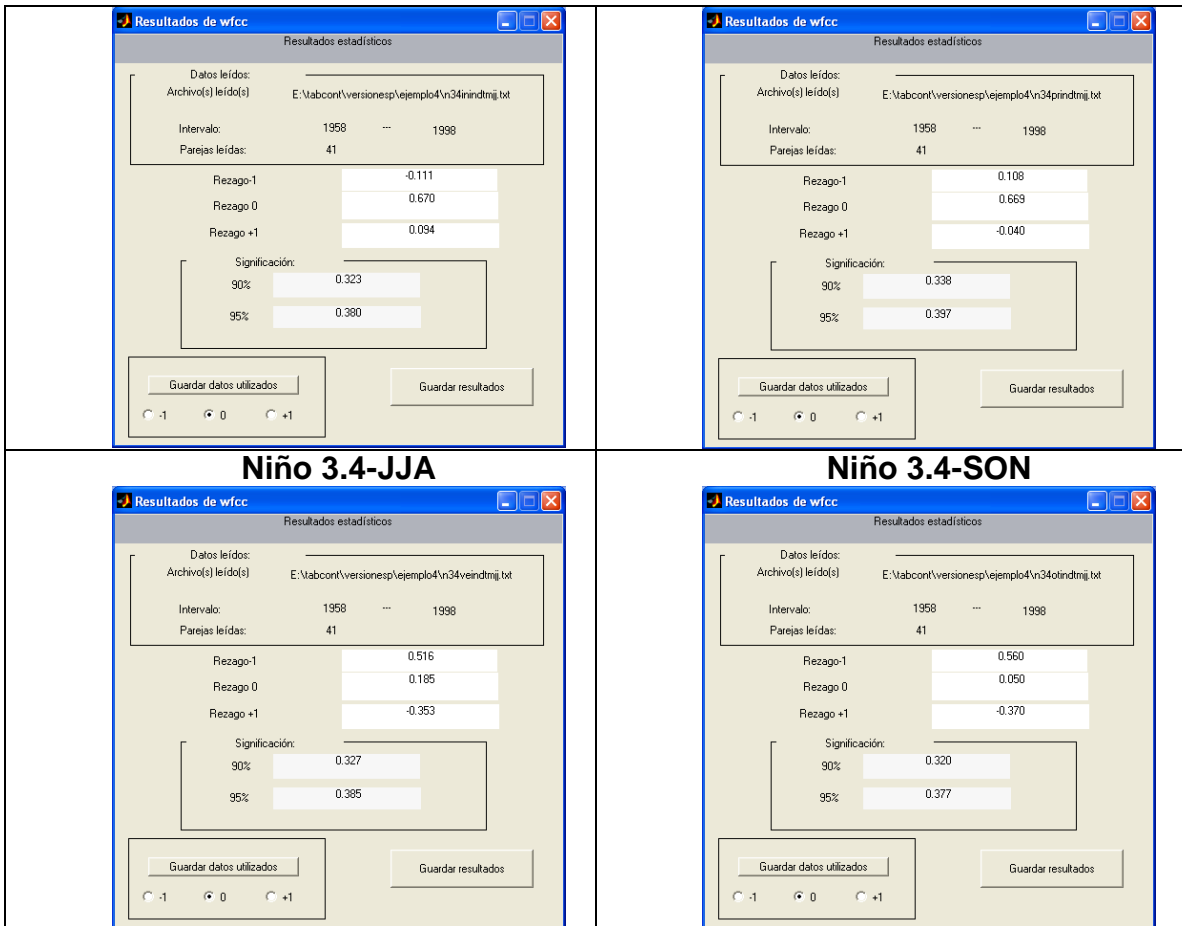 Resultados de wfcc
Resultados estadísticos
Datos leídos:
Archivo(s) leído(s) E:\tabcont\versionesp\ejemplo4\n34inindtmjj.txt
Intervalo: 1958 --- 1998
Parejas leídas: 41
Rezago-1 -0.111
Rezago 0 0.670
Rezago +1 0.094
Significación:
90% 0.323
95% 0.380
Guardar datos utilizados
Guardar resultados
-1 0 +1
Resultados de wfcc
Resultados estadísticos
Datos leídos:
Archivo(s) leído(s) E:\tabcont\versionesp\ejemplo4\n34prindtmjj.txt
Intervalo: 1958 --- 1998
Parejas leídas: 41
Rezago-1 0.108
Rezago 0 0.669
Rezago +1 -0.040
Significación:
90% 0.338
95% 0.397
Guardar datos utilizados
Guardar resultados
-1 0 +1
Niño 3.4-JJA
Resultados de wfcc
Resultados estadísticos
Datos leídos:
Archivo(s) leído(s) E:\tabcont\versionesp\ejemplo4\n34veindtmjj.txt
Intervalo: 1958 --- 1998
Parejas leídas: 41
Rezago-1 0.516
Rezago 0 0.185
Rezago +1 -0.353
Significación:
90% 0.327
95% 0.385
Guardar datos utilizados
Guardar resultados
-1 0 +1
Niño 3.4-SON
Resultados de wfcc
Resultados estadísticos
Datos leídos:
Archivo(s) leído(s) E:\tabcont\versionesp\ejemplo4\n34otindtmjj.txt
Intervalo: 1958 --- 1998
Parejas leídas: 41
Rezago-1 0.560
Rezago 0 0.050
Rezago +1 -0.370
Significación:
90% 0.320
95% 0.377
Guardar datos utilizados
Guardar resultados
-1 0 +1